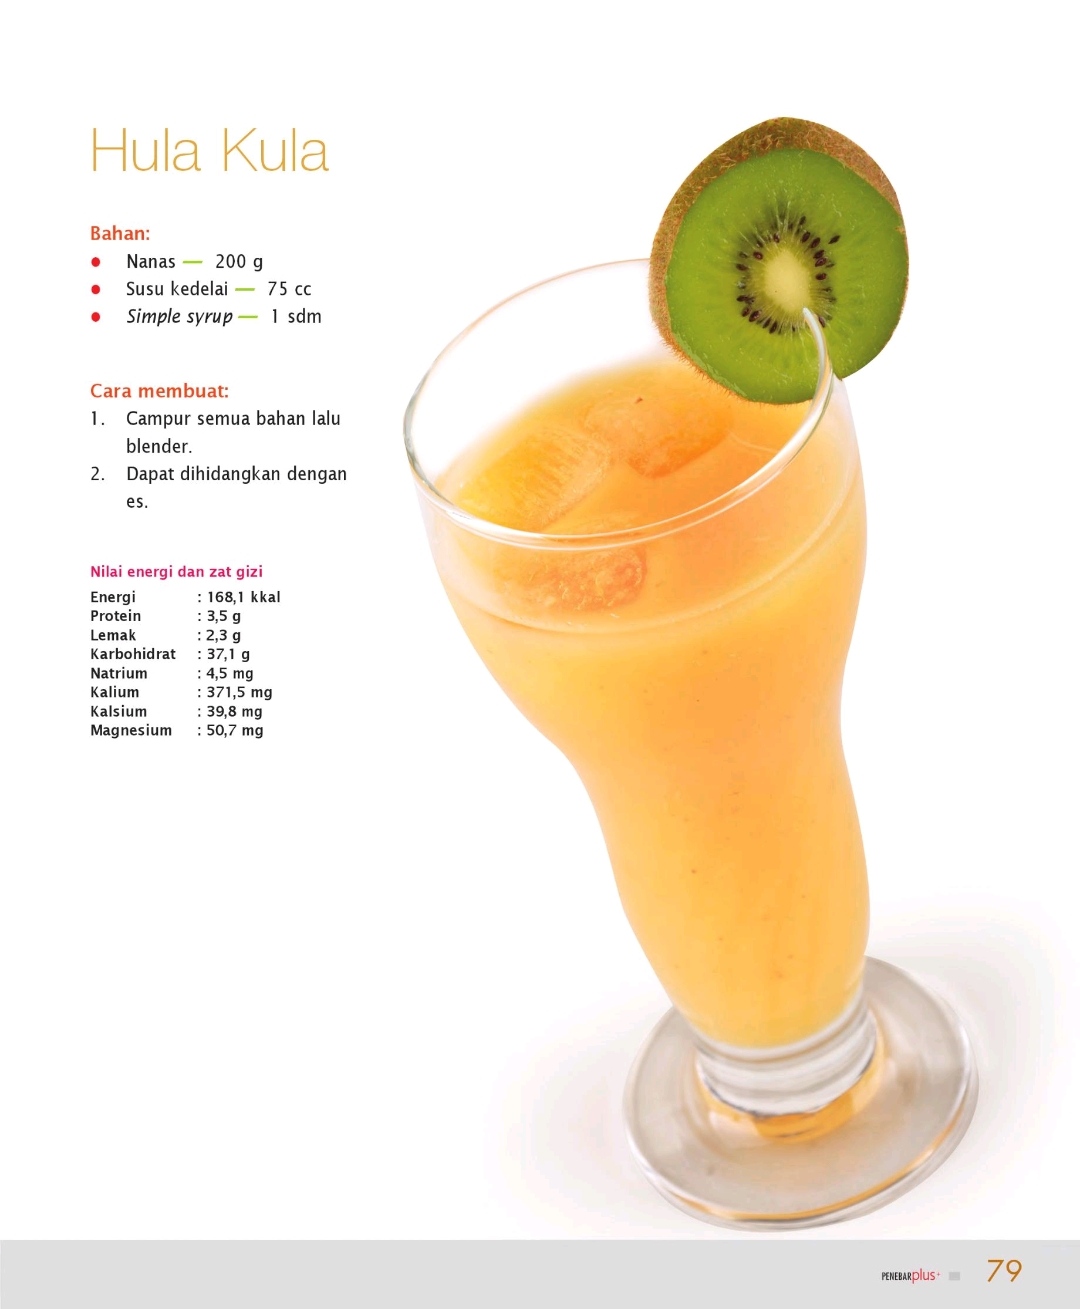 Hula Kula
Bahan:
● Nanas — 200 g
● Susu kedelai — 75 cc
● Simple syrup — 1 sdm
Cara membuat:
1. Campur semua bahan lalu
blender.
2. Dapat dihidangkan dengan
es.
Nilai energi dan zat gizi
Energi : 168,1 kkal
Protein : 3,5 g
Lemak : 2,3 g
Karbohidrat : 37,1 g
Natrium : 4,5 mg
Kalium : 371,5 mg
Kalsium : 39,8 mg
Magnesium : 50,7 mg
PENEBARplus+ 79